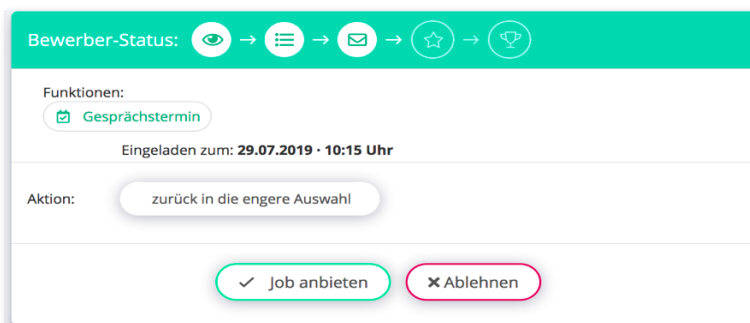 Bewerber-Status:
Funktionen:
Gesprächstermin
Eingeladen zum: 29.07.2019 · 10:15 Uhr
Aktion: zurück in die engere Auswahl
Job anbieten Ablehnen